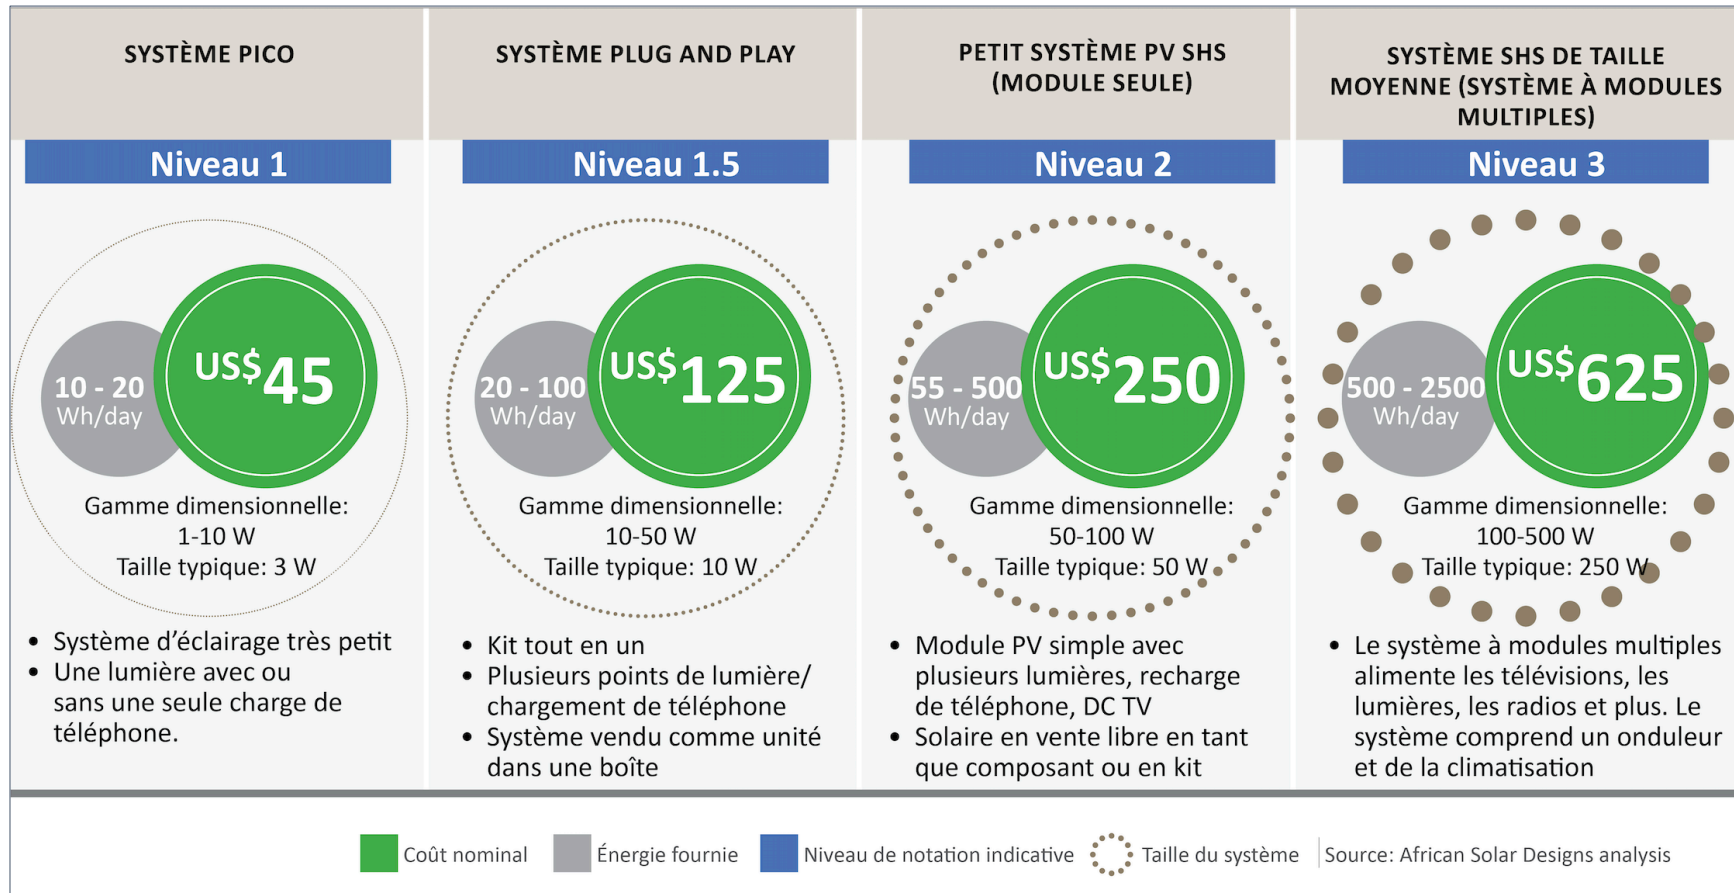 SYSTÈME PICO
Niveau 1
10 - 20
Wh/day
US$45
Gamme dimensionnelle:
1-10 W
Taille typique: 3 W
• Système d’éclairage très petit
• Une lumière avec ou
sans une seule charge de
téléphone.
SYSTÈME PLUG AND PLAY
Niveau 1.5
20 - 100
Wh/day
US$125
Gamme dimensionnelle:
10-50 W
Taille typique: 10 W
• Kit tout en un
• Plusieurs points de lumière/
chargement de téléphone
• Système vendu comme unité
dans une boîte
PETIT SYSTÈME PV SHS
(MODULE SEULE)
Niveau 2
55 - 500
Wh/day
US$250
Gamme dimensionnelle:
50-100 W
Taille typique: 50 W
• Module PV simple avec
plusieurs lumières, recharge
de téléphone, DC TV
• Solaire en vente libre en tant
que composant ou en kit
SYSTÈME SHS DE TAILLE
MOYENNE (SYSTÈME À MODULES
MULTIPLES)
Niveau 3
500 - 2500
Wh/day
US$625
Gamme dimensionnelle:
100-500 W
Taille typique: 250 W
• Le système à modules multiples
alimente les télévisions, les
lumières, les radios et plus. Le
système comprend un onduleur
et de la climatisation
Coût nominal
Énergie fournie
Niveau de notation indicative
Taille du système
Source: African Solar Designs analysis